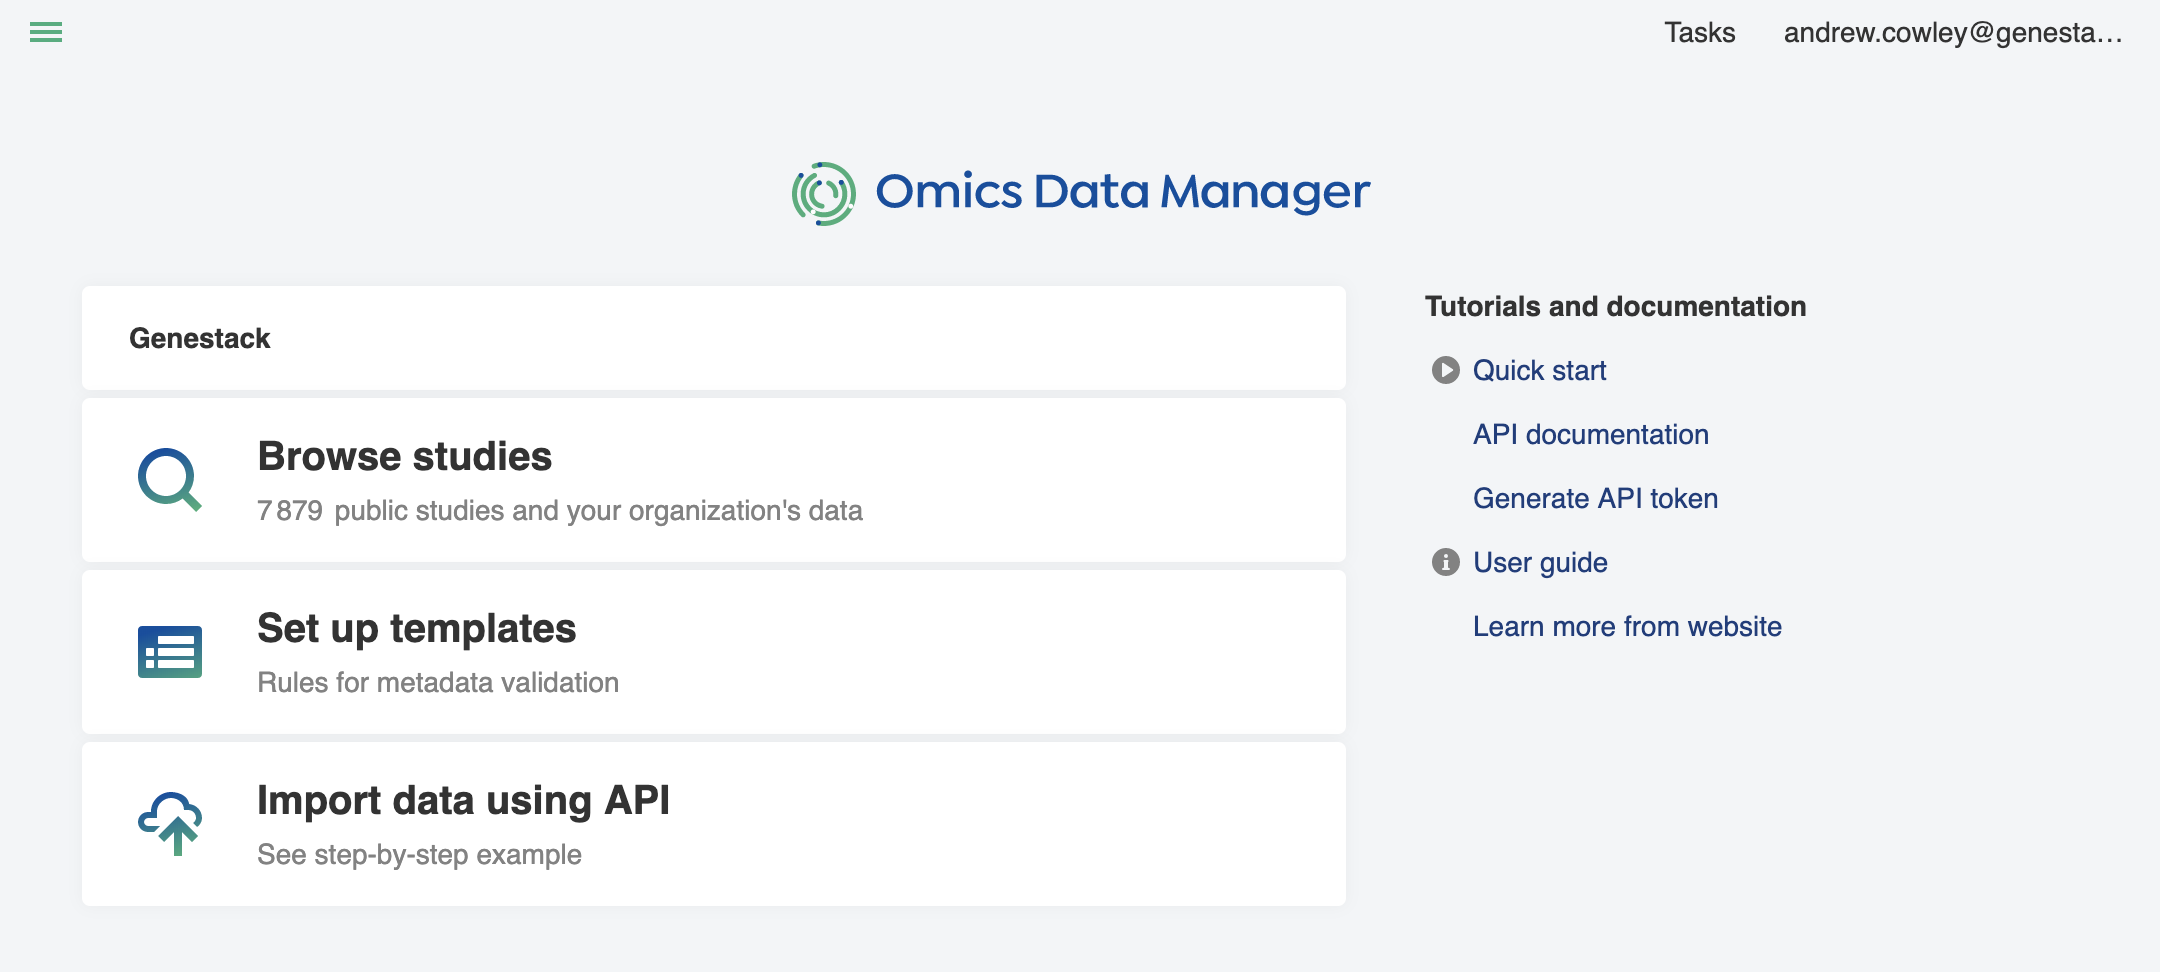 Tasks
andrew.cowley@genesta...
Omics Data Manager
Genestack
Browse studies
7 879 public studies and your organization's data
Set up templates
Rules for metadata validation
Import data using API
See step-by-step example
Tutorials and documentation
Quick start
API documentation
Generate API token
User guide
Learn more from website